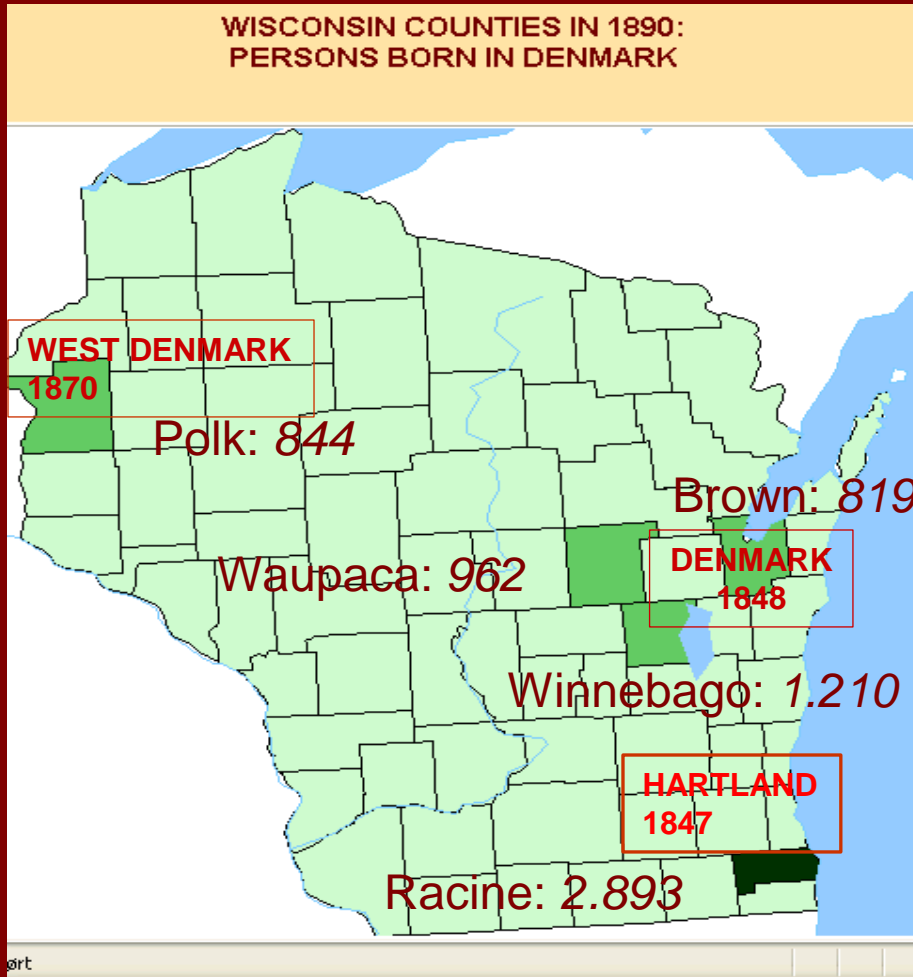 WISCONSIN COUNTIES IN 1890:
PERSONS BORN IN DENMARK
WEST DENMARK
1870
Polk: 844
Brown: 819
DENMARK
1848
Waupaca: 962
Winnebago: 1.210
HARTLAND
1847
Racine: 2.893
ørt